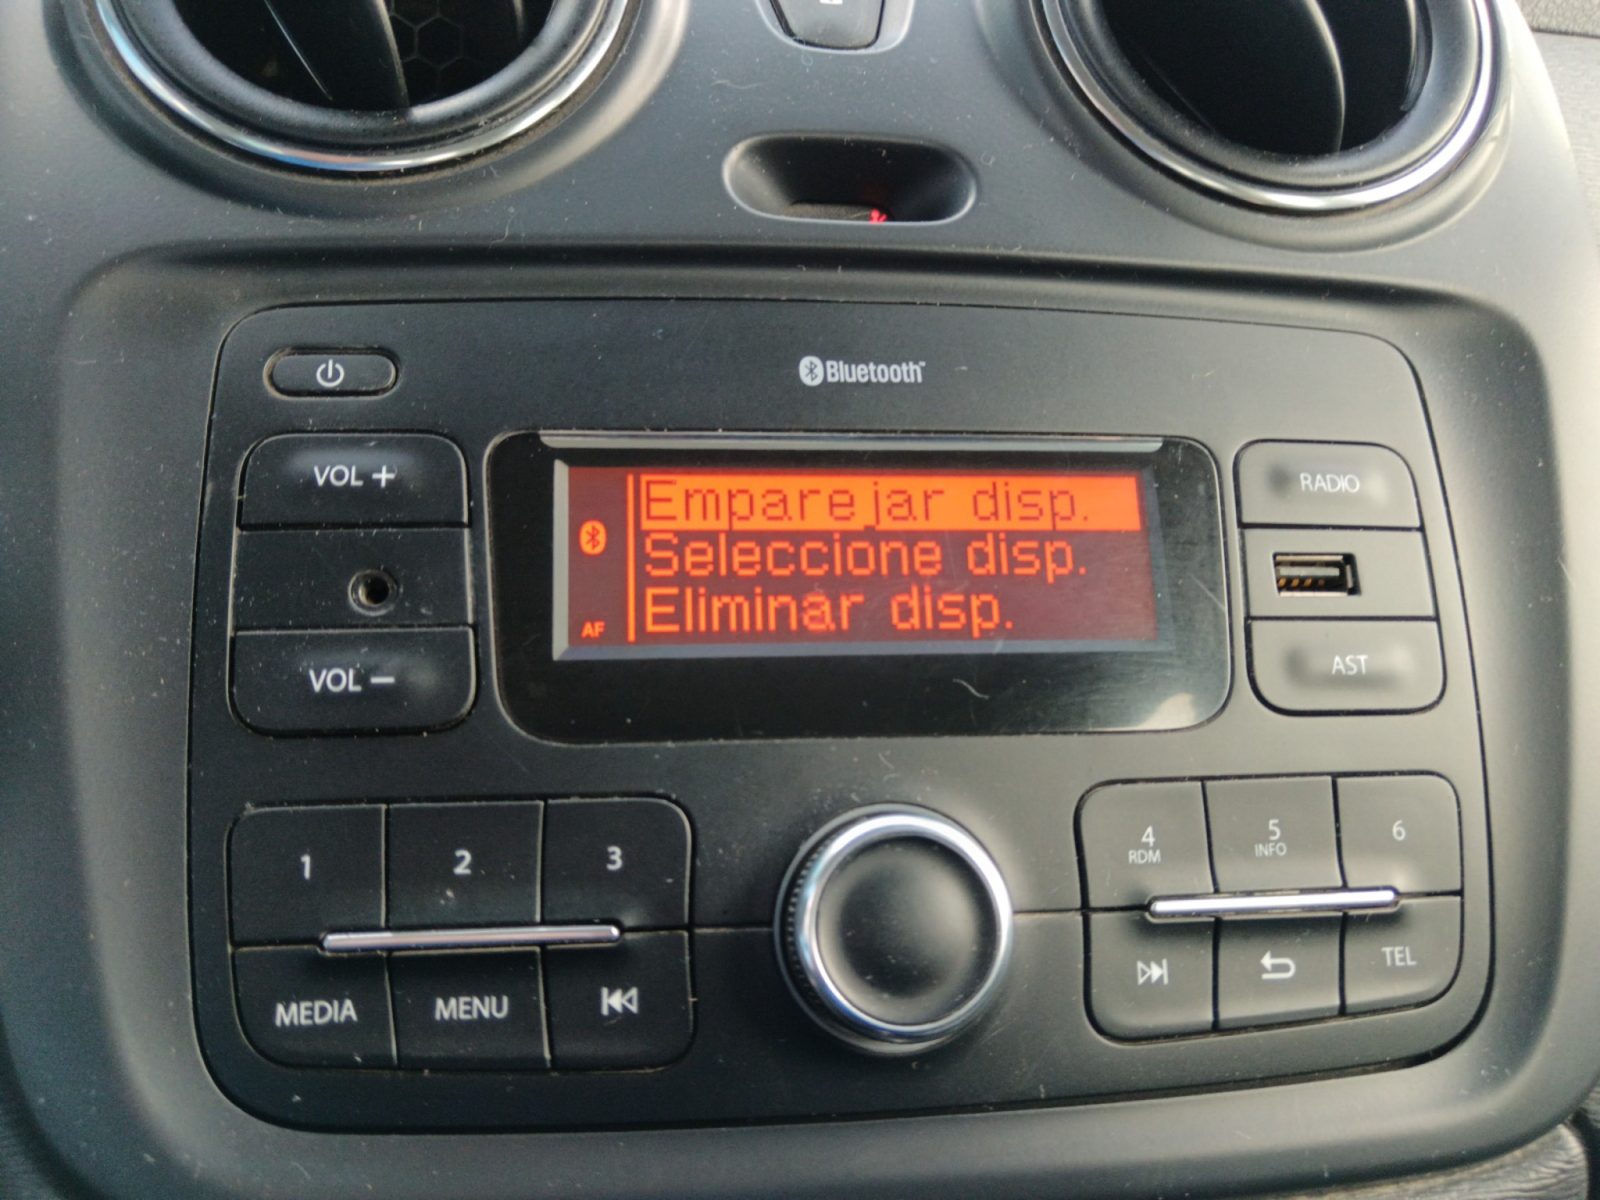 Bluetooth
VOL +
Emparejar disp.
Seleccione disp.
Eliminar disp.
AF
VOL −
RADIO
AST
1
2
3
MEDIA
MENU
4
RDM
5
INFO
6
TEL